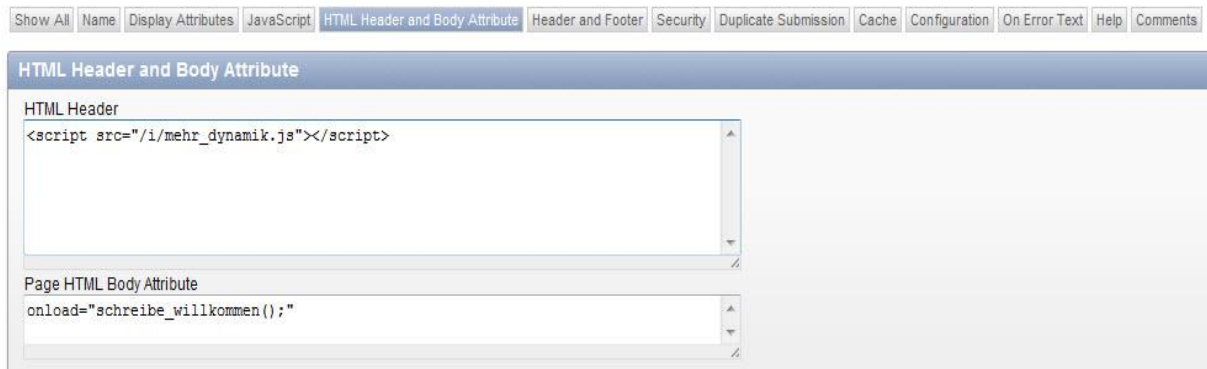 Show All Name Display Attributes JavaScript HTML Header and Body Attribute Header and Footer Security Duplicate Submission Cache Configuration On Error Text Help Comments
HTML Header and Body Attribute
HTML Header
<script src="/i/mehr_dynamik.js"></script>
Page HTML Body Attribute
onload="schreibe_willkommen();"